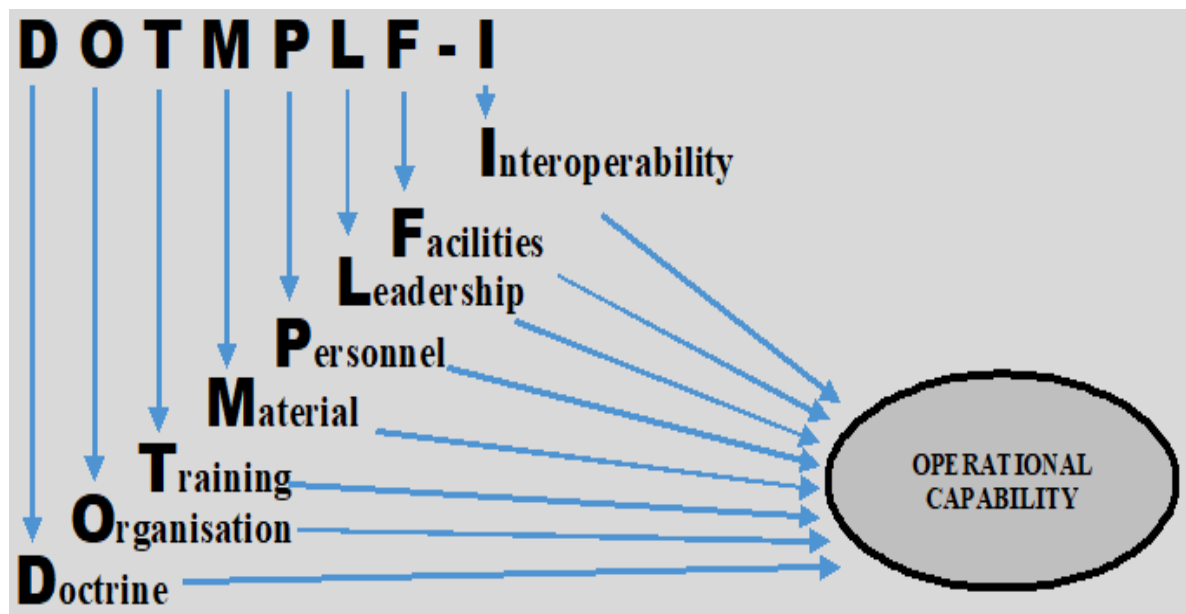 D O T M P L F - I
Interoperability
Facilities
Leadership
Personnel
Material
Training
Organisation
Doctrine
OPERATIONAL
CAPABILITY